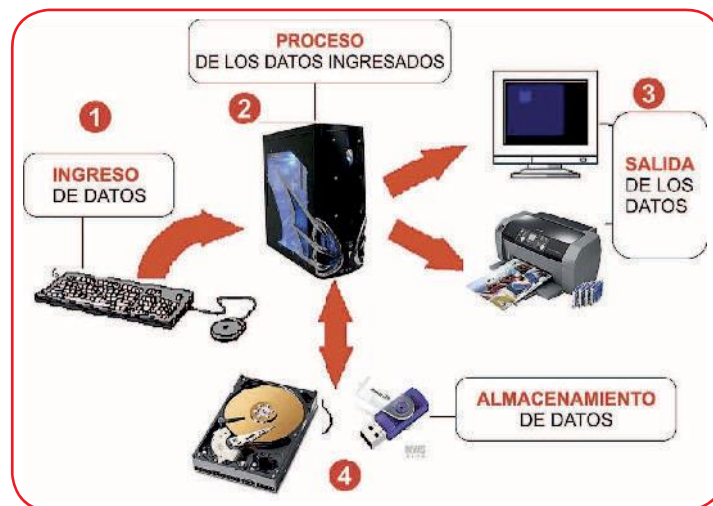 PROCESO
DE LOS DATOS INGRESADOS
1
2
3
INGRESO
DE DATOS
SALIDA
DE LOS
DATOS
ALMACENAMIENTO
DE DATOS
4